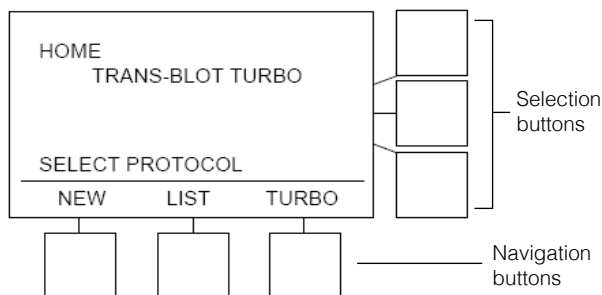 HOME
TRANS-BLOT TURBO
SELECT PROTOCOL
NEW LIST TURBO
Selection
buttons
Navigation
buttons